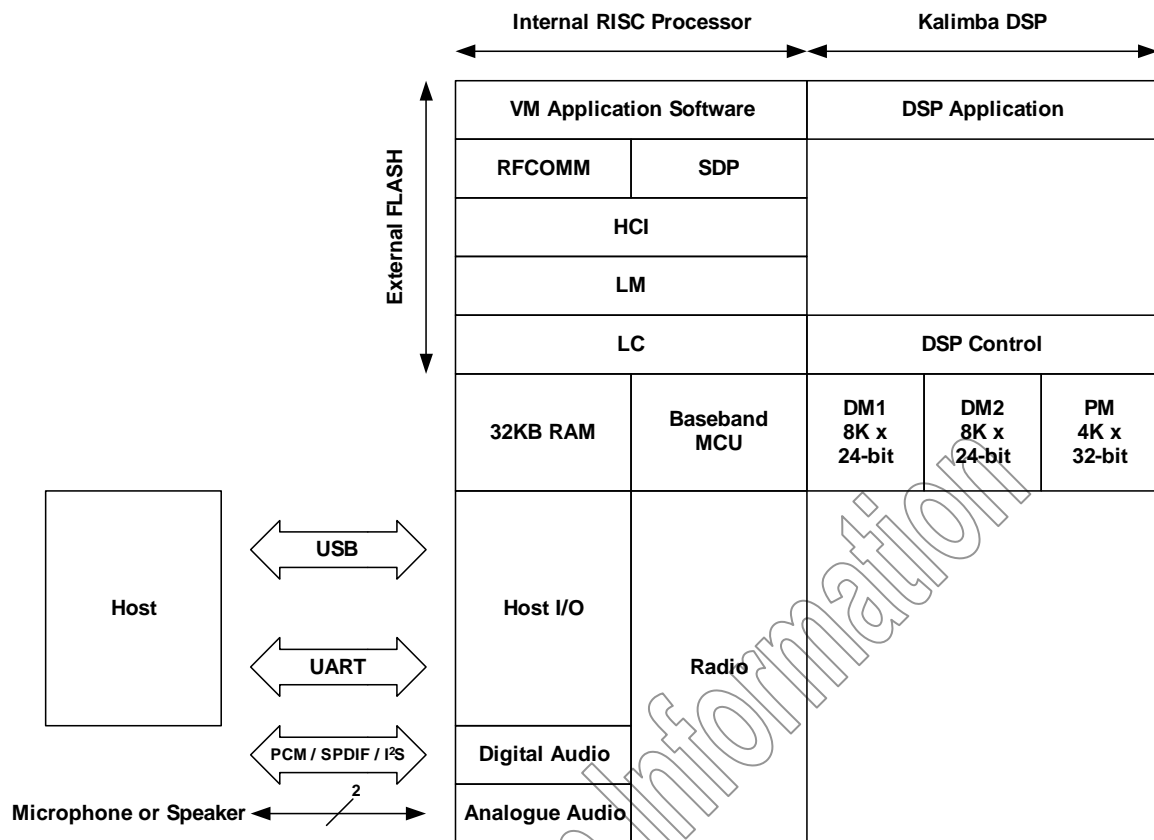 Internal RISC Processor
Kalimba DSP
External FLASH
VM Application Software
DSP Application
RFCOMM
SDP
HCI
LM
LC
DSP Control
32KB RAM
Baseband
MCU
DM1
8K x
24-bit
DM2
8K x
24-bit
PM
4K x
32-bit
Host
USB
UART
PCM / SPDIF / I²S
Host I/O
Radio
Digital Audio
Microphone or Speaker
2
Analogue Audio
Information